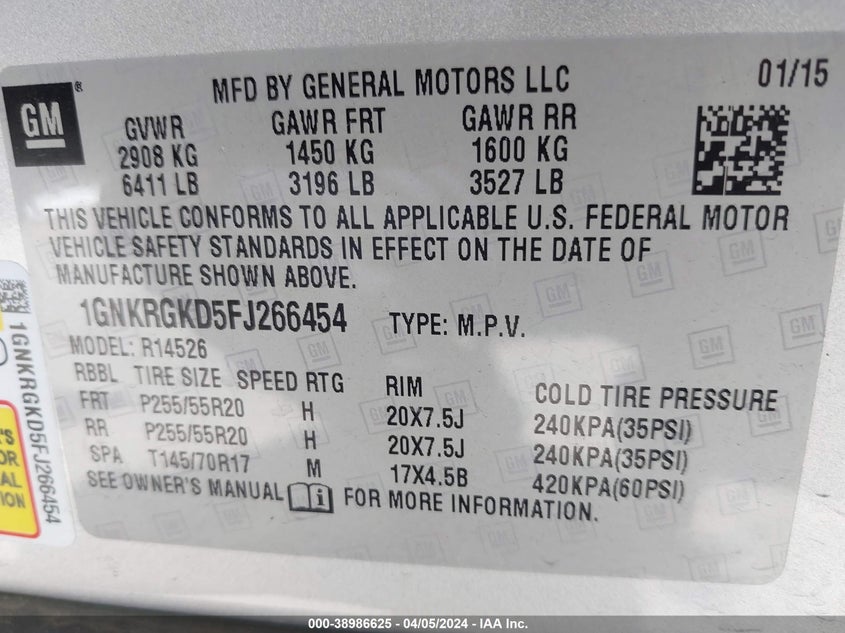 GM ®
MFD BY GENERAL MOTORS LLC
01/15
GVWR GAWR FRT GAWR RR
2908 KG 1450 KG 1600 KG
6411 LB 3196 LB 3527 LB
THIS VEHICLE CONFORMS TO ALL APPLICABLE U.S. FEDERAL MOTOR
VEHICLE SAFETY STANDARDS IN EFFECT ON THE DATE OF
MANUFACTURE SHOWN ABOVE.
1GNKRGKD5FJ266454 TYPE: M.P.V.
MODEL: R14526
RBBL TIRE SIZE SPEED RTG RIM COLD TIRE PRESSURE
FRT P255/55R20 H 20X7.5J 240KPA(35PSI)
RR P255/55R20 H 20X7.5J 240KPA(35PSI)
SPA T145/70R17 M 17X4.5B 420KPA(60PSI)
SEE OWNER'S MANUAL FOR MORE INFORMATION.
1GNKRGKD5FJ266454
000-38986625 - 04/05/2024 - IAA Inc.